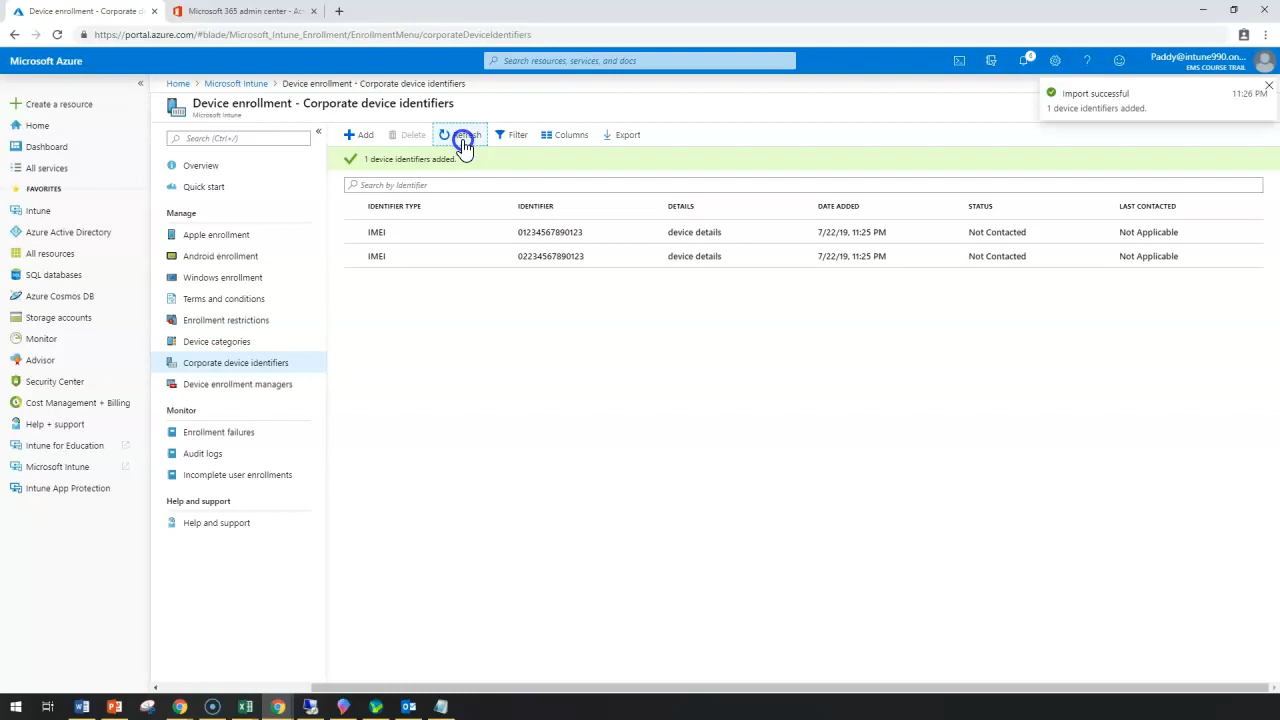 Device enrollment - Corporate d
Microsoft 365 admin center - Ac
https://portal.azure.com/#blade/Microsoft_Intune_Enrollment/EnrollmentMenu/corporateDeviceIdentifiers
Microsoft Azure
Search resources, services, and docs
Paddy@intune990.on...
EMS COURSE TRAIL
Home > Microsoft Intune > Device enrollment - Corporate device identifiers
Import successful 11:26 PM
1 device identifiers added.
Create a resource
Home
Dashboard
All services
FAVORITES
Intune
Azure Active Directory
All resources
SQL databases
Azure Cosmos DB
Storage accounts
Monitor
Advisor
Security Center
Cost Management + Billing
Help + support
Intune for Education
Microsoft Intune
Intune App Protection
Device enrollment - Corporate device identifiers
Microsoft Intune
Search (Ctrl+/)
Overview
Quick start
Manage
Apple enrollment
Android enrollment
Windows enrollment
Terms and conditions
Enrollment restrictions
Device categories
Corporate device identifiers
Device enrollment managers
Monitor
Enrollment failures
Audit logs
Incomplete user enrollments
Help and support
Help and support
Add Delete Refresh Filter Columns Export
1 device identifiers added.
Search by Identifier
IDENTIFIER TYPE IDENTIFIER DETAILS DATE ADDED STATUS LAST CONTACTED
IMEI 01234567890123 device details 7/22/19, 11:25 PM Not Contacted Not Applicable
IMEI 02234567890123 device details 7/22/19, 11:25 PM Not Contacted Not Applicable